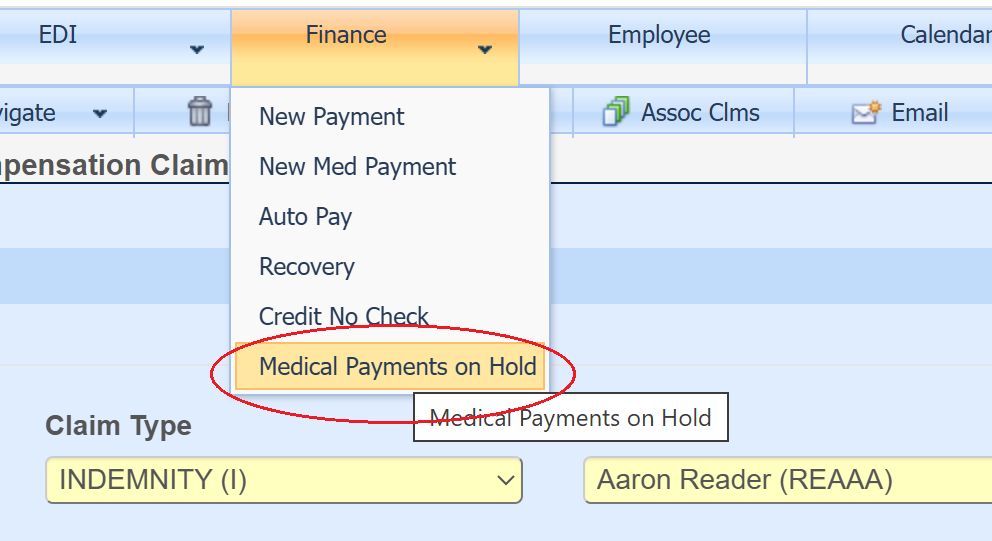 EDI
Finance
Employee
Calendar
vigate
Assoc Clms
Email
New Payment
pensation Claim
New Med Payment
Auto Pay
Recovery
Credit No Check
Medical Payments on Hold
Medical Payments on Hold
Claim Type
INDEMNITY (I)
Aaron Reader (REAAA)